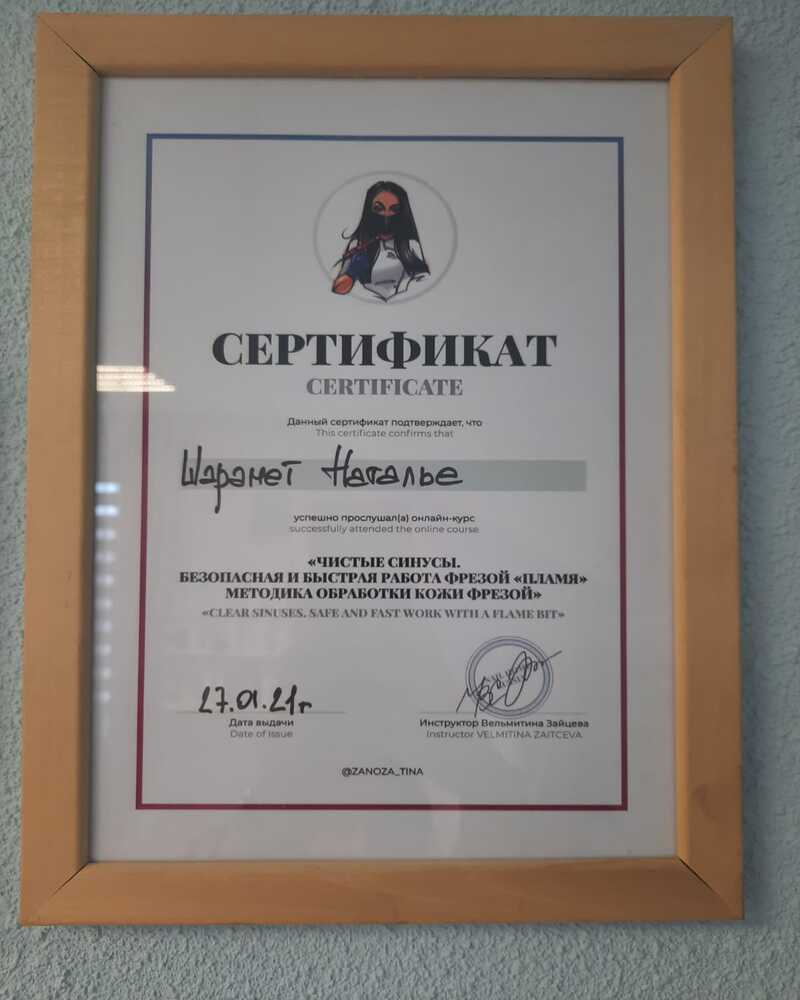 СЕРТИФИКАТ
CERTIFICATE
Данный сертификат подтверждает, что
This certificate confirms that
Шарамет Наталье
успешно прослушал(а) онлайн-курс
successfully attended the online course
«ЧИСТЫЕ СИНУСЫ.
БЕЗОПАСНАЯ И БЫСТРАЯ РАБОТА ФРЕЗОЙ «ПЛАМЯ»
МЕТОДИКА ОБРАБОТКИ КОЖИ ФРЕЗОЙ»
«CLEAR SINUSES. SAFE AND FAST WORK WITH A FLAME BIT»
27.01.21г
Дата выдачи
Date of Issue
Инструктор Вельмитина Зайцева
Instructor VELMITINA ZAITCEVA
@ZANOZA_TINA